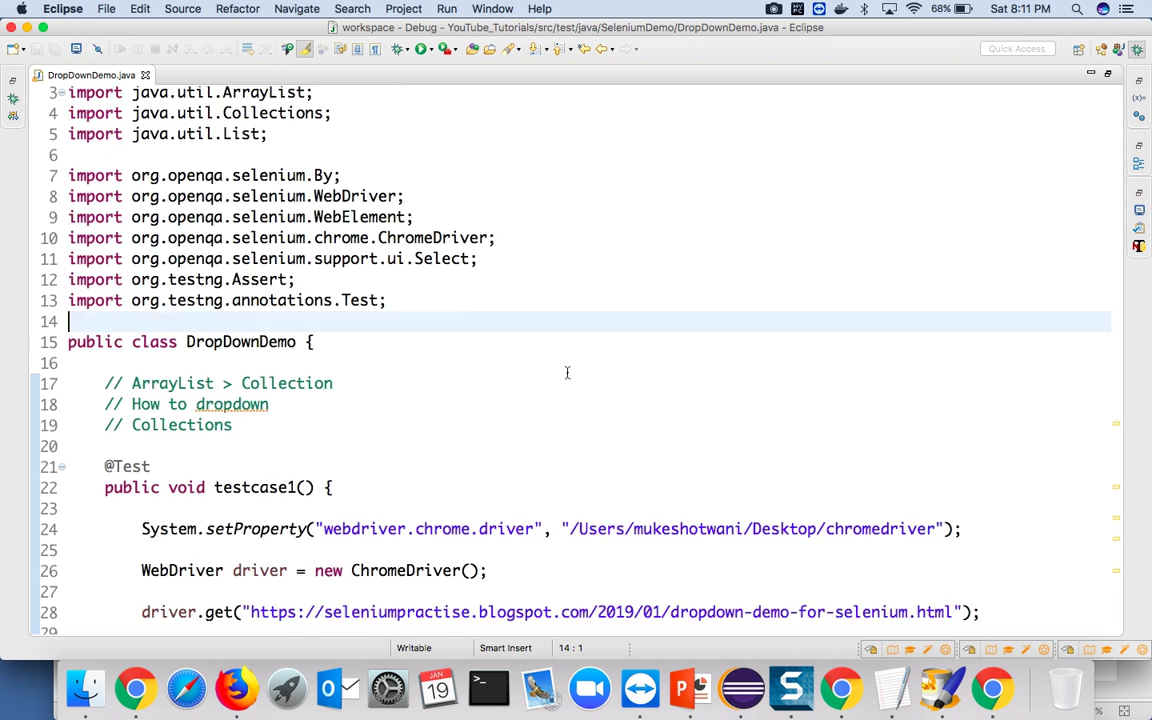 Eclipse File Edit Source Refactor Navigate Search Project Run Window Help 68% Sat 8:11 PM
workspace - Debug - YouTube_Tutorials/src/test/java/SeleniumDemo/DropDownDemo.java - Eclipse
Quick Access
DropDownDemo.java
3 import java.util.ArrayList;
4 import java.util.Collections;
5 import java.util.List;
6
7 import org.openqa.selenium.By;
8 import org.openqa.selenium.WebDriver;
9 import org.openqa.selenium.WebElement;
10 import org.openqa.selenium.chrome.ChromeDriver;
11 import org.openqa.selenium.support.ui.Select;
12 import org.testng.Assert;
13 import org.testng.annotations.Test;
14
15 public class DropDownDemo {
16
17 // ArrayList > Collection
18 // How to dropdown
19 // Collections
20
21 @Test
22 public void testcase1() {
23
24 System.setProperty("webdriver.chrome.driver", "/Users/mukeshotwani/Desktop/chromedriver");
25
26 WebDriver driver = new ChromeDriver();
27
28 driver.get("https://seleniumpractise.blogspot.com/2019/01/dropdown-demo-for-selenium.html");
29
Writable Smart Insert 14 : 1
JAN
19